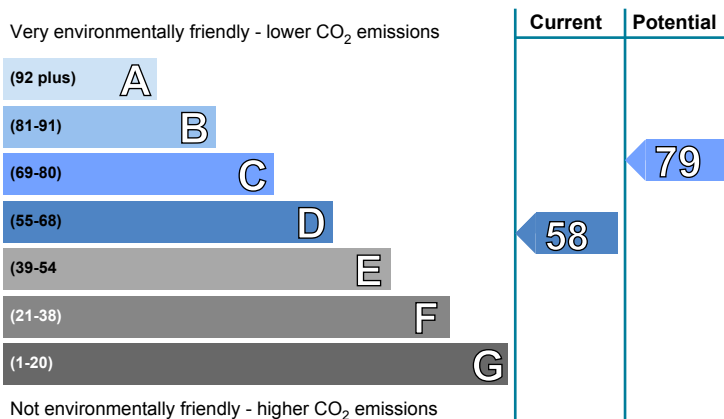 Current Potential
Very environmentally friendly - lower CO2 emissions
(92 plus) A
(81-91) B
(69-80) C
79
(55-68) D
58
(39-54 E
(21-38) F
(1-20) G
Not environmentally friendly - higher CO2 emissions